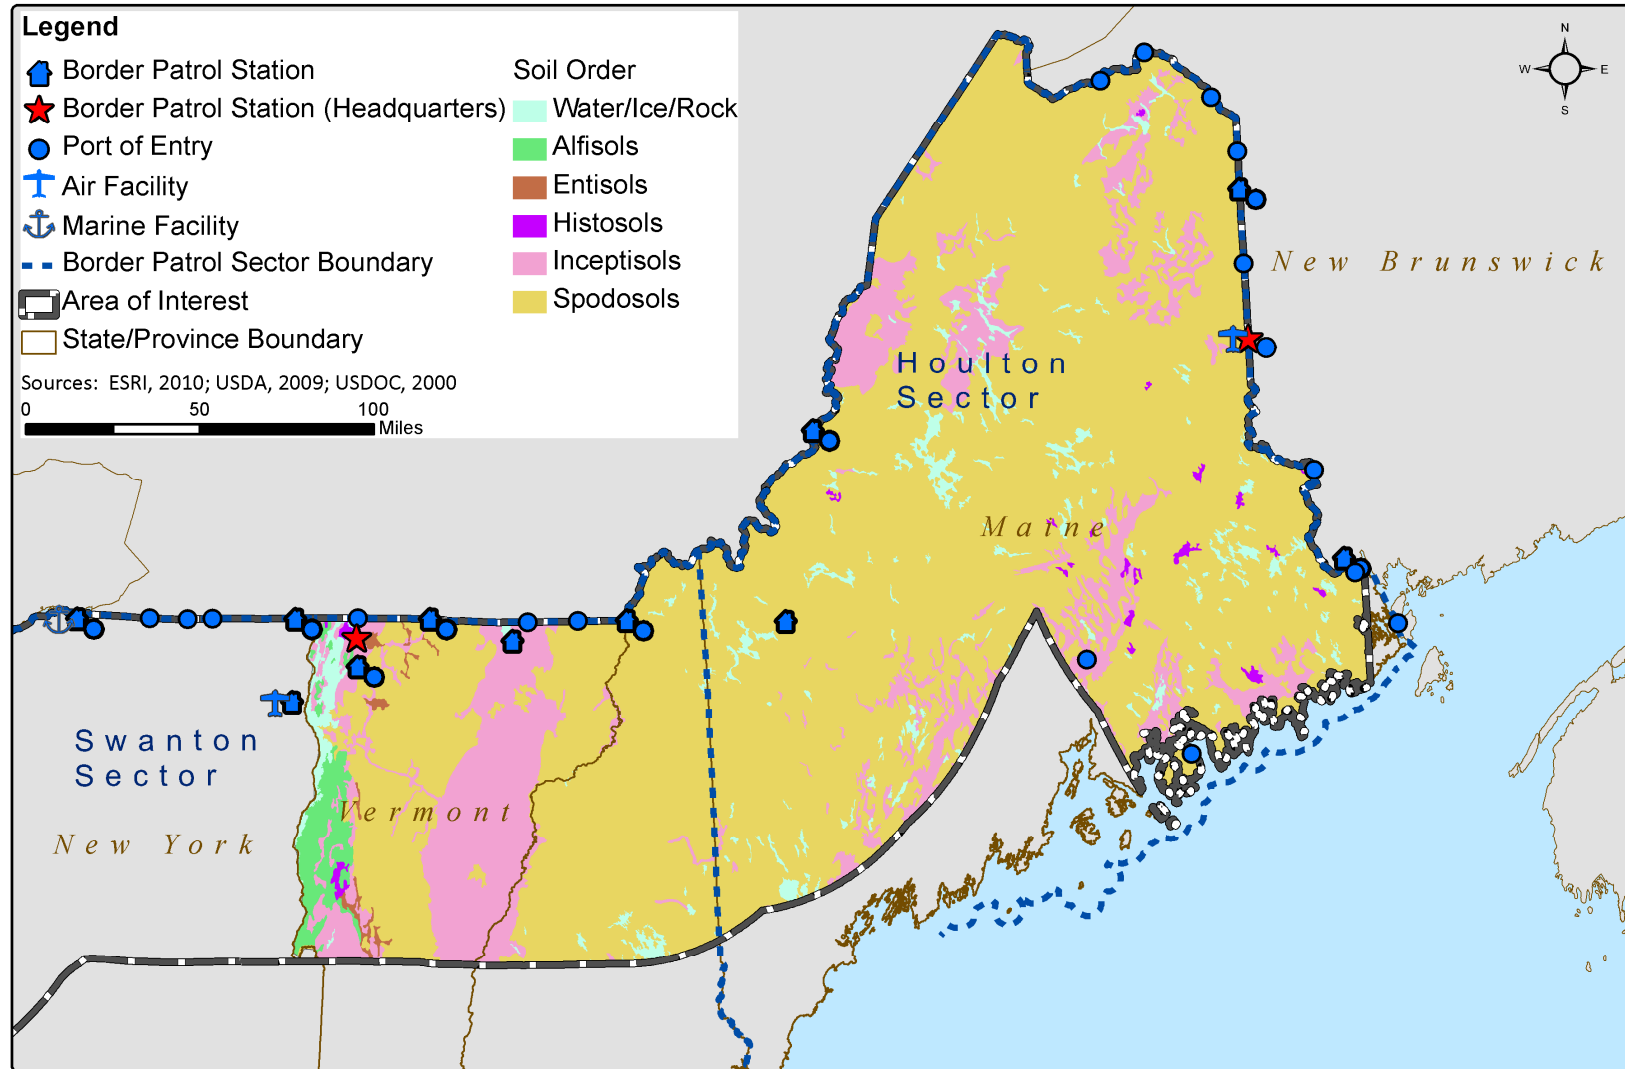 Legend
Border Patrol Station
Border Patrol Station (Headquarters)
Port of Entry
Air Facility
Marine Facility
Border Patrol Sector Boundary
Area of Interest
State/Province Boundary
Soil Order
Water/Ice/Rock
Alfisols
Entisols
Histosols
Inceptisols
Spodosols
Sources: ESRI, 2010; USDA, 2009; USDOC, 2000
0 50 100
Miles
N
W E
S
New Brunswick
Houlton
Sector
Maine
Swanton
Sector
Vermont
New York